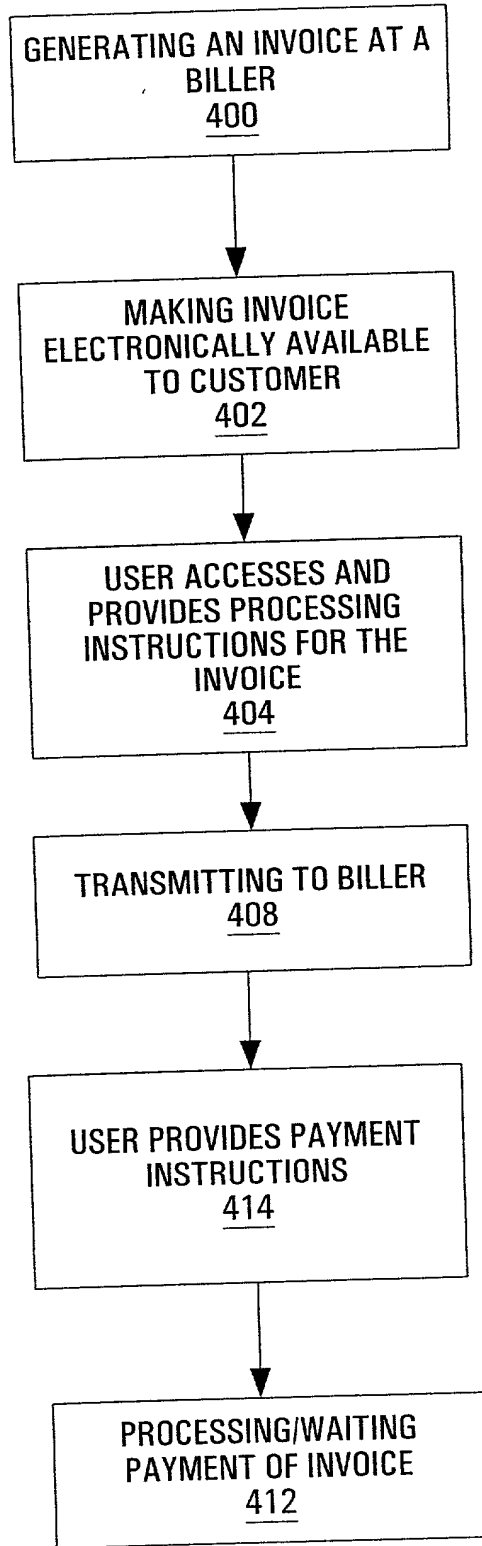 GENERATING AN INVOICE AT A
BILLER
400
MAKING INVOICE
ELECTRONICALLY AVAILABLE
TO CUSTOMER
402
USER ACCESSES AND
PROVIDES PROCESSING
INSTRUCTIONS FOR THE
INVOICE
404
TRANSMITTING TO BILLER
408
USER PROVIDES PAYMENT
INSTRUCTIONS
414
PROCESSING/WAITING
PAYMENT OF INVOICE
412